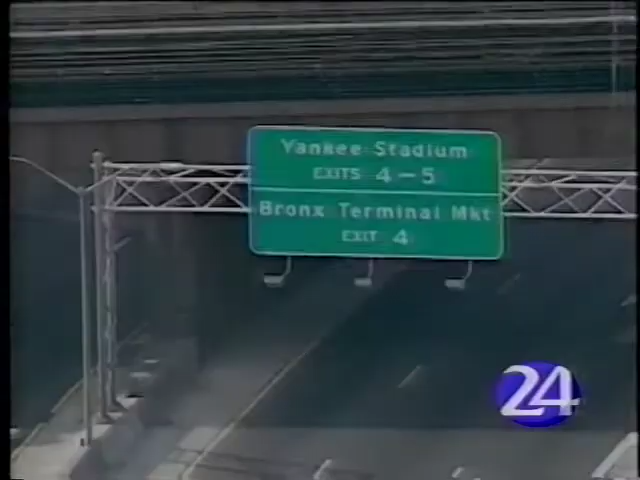 Yankee Stadium
EXITS 4-5
Bronx Terminal Mkt
EXIT 4
24